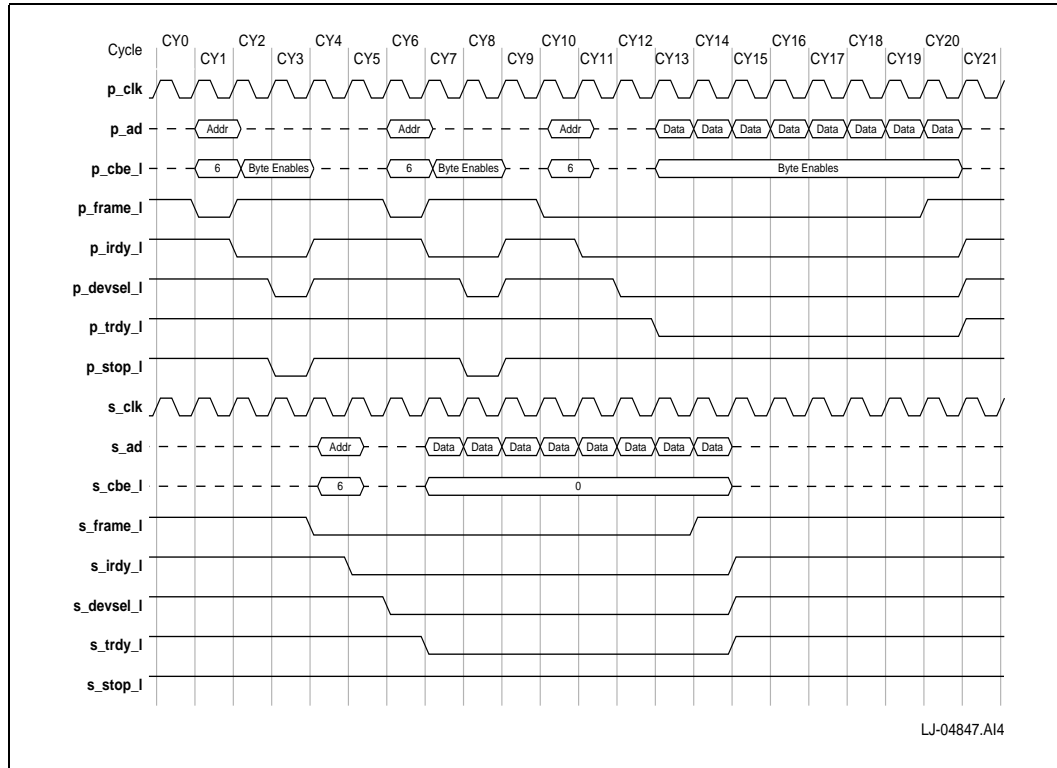 CY0 CY2 CY4 CY6 CY8 CY10 CY12 CY14 CY16 CY18 CY20
Cycle CY1 CY3 CY5 CY7 CY9 CY11 CY13 CY15 CY17 CY19 CY21
p_clk
p_ad Addr Addr Addr Data Data Data Data Data Data Data Data
p_cbe_l 6 Byte Enables 6 Byte Enables 6 Byte Enables
p_frame_l
p_irdy_l
p_devsel_l
p_trdy_l
p_stop_l
s_clk
s_ad Addr Data Data Data Data Data Data Data Data
s_cbe_l 6 0
s_frame_l
s_irdy_l
s_devsel_l
s_trdy_l
s_stop_l
LJ-04847.AI4